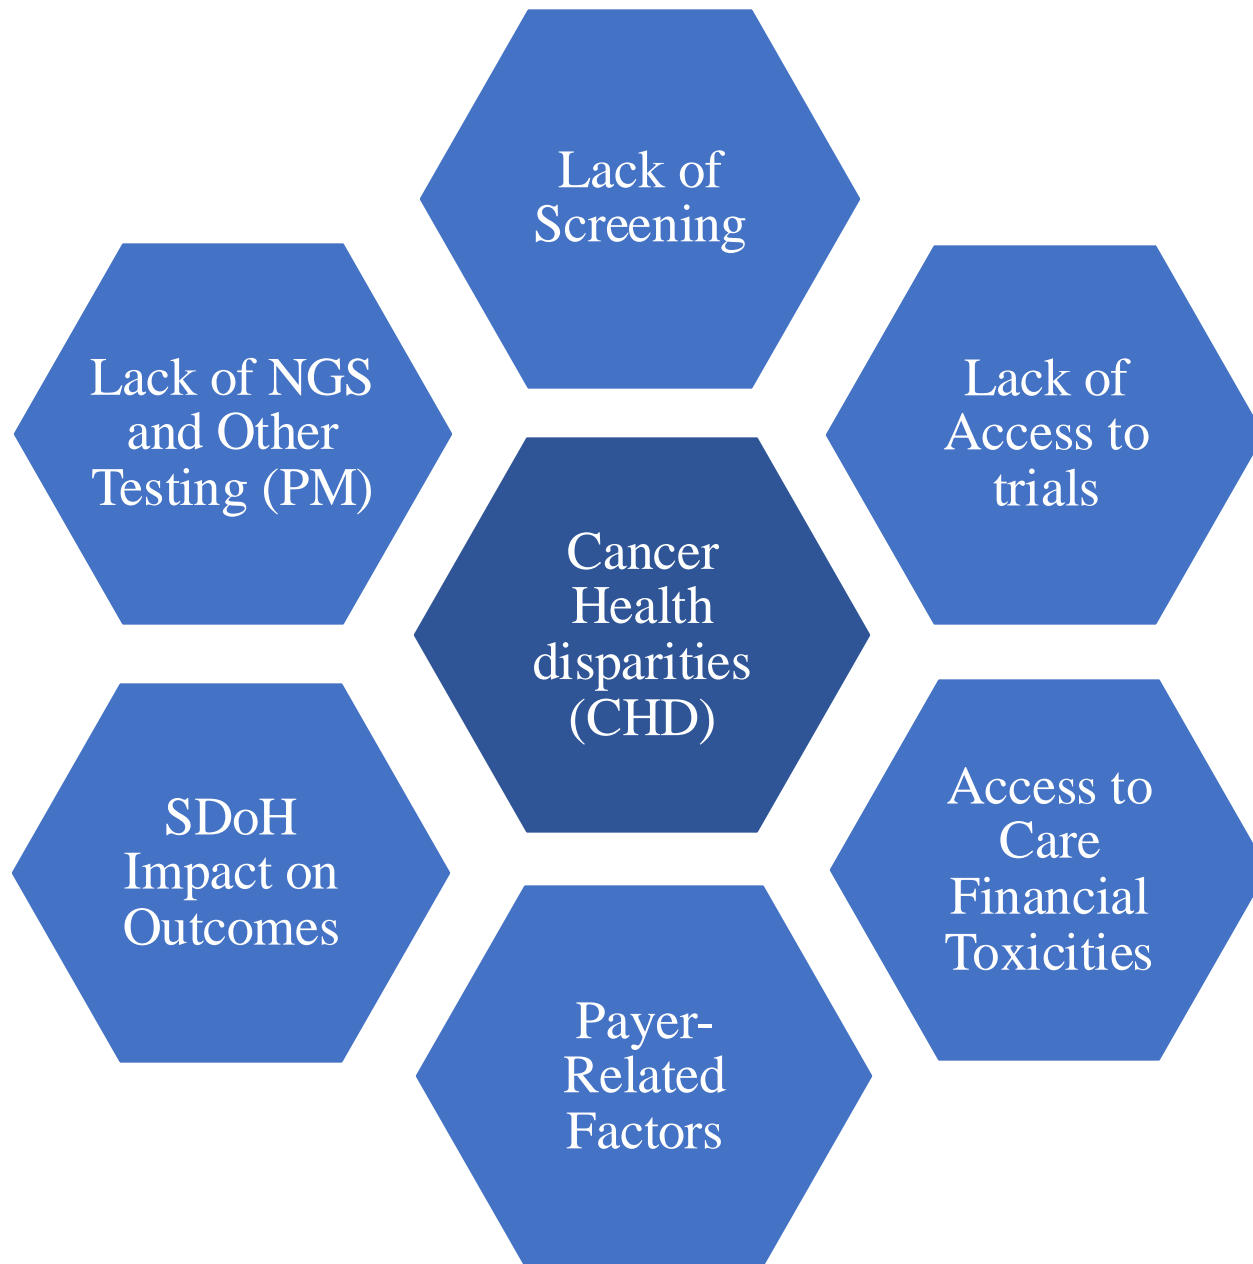 Lack of
Screening
Lack of NGS
and Other
Testing (PM)
Lack of
Access to
trials
Cancer
Health
disparities
(CHD)
SDoH
Impact on
Outcomes
Access to
Care
Financial
Toxicities
Payer-
Related
Factors